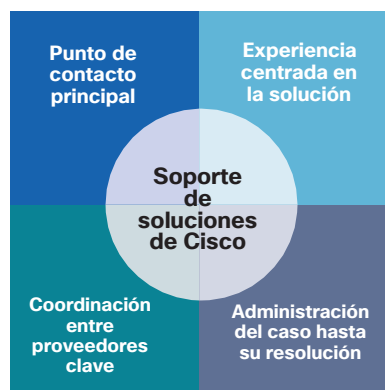 Punto de
contacto
principal
Experiencia
centrada en
la solución
Soporte
de
soluciones
de Cisco
Coordinación
entre
proveedores
clave
Administración
del caso hasta
su resolución